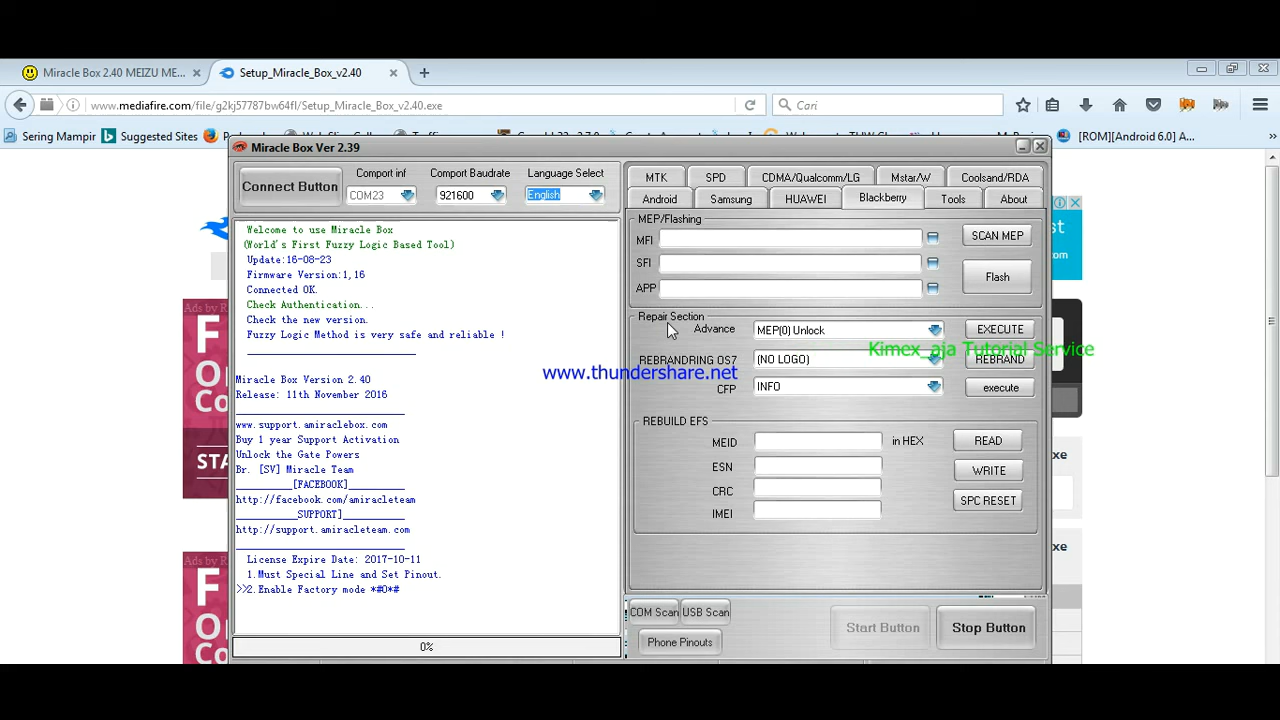 Miracle Box 2.40 MEIZU ME...
Setup_Miracle_Box_v2.40
www.mediafire.com/file/g2kj57787bw64fl/Setup_Miracle_Box_v2.40.exe
Cari
Sering Mampir
Suggested Sites
[ROM][Android 6.0] A...
Miracle Box Ver 2.39
Connect Button
Comport inf
Comport Baudrate
Language Select
COM23
921600
English
Welcome to use Miracle Box
(World's First Fuzzy Logic Based Tool)
Update:16-08-23
Firmware Version:1,16
Connected OK.
Check Authentication...
Check the new version.
Fuzzy Logic Method is very safe and reliable !
Miracle Box Version 2.40
Release: 11th November 2016
www.support.amiraclebox.com
Buy 1 year Support Activation
Unlock the Gate Powers
Br. [SV] Miracle Team
[FACEBOOK]
http://facebook.com/amiracleteam
SUPPORT]
http://support.amiracleteam.com
License Expire Date: 2017-10-11
1.Must Special Line and Set Pinout.
>>2.Enable Factory mode *#0*#
0%
MTK
SPD
CDMA/Qualcomm/LG
Mstar/W
Coolsand/RDA
Android
Samsung
HUAWEI
Blackberry
Tools
About
MEP/Flashing
MFI
SCAN MEP
SFI
Flash
APP
Repair Section
Advance
MEP(0) Unlock
EXECUTE
Kimex_aja Tutorial Service
REBRANDRING OS7
(NO LOGO)
REBRAND
www.thundershare.net
CFP
INFO
execute
REBUILD EFS
MEID
in HEX
READ
ESN
WRITE
CRC
SPC RESET
IMEI
COM Scan
USB Scan
Phone Pinouts
Start Button
Stop Button
Ads by
STA
st
om
xe
Ads by
xe